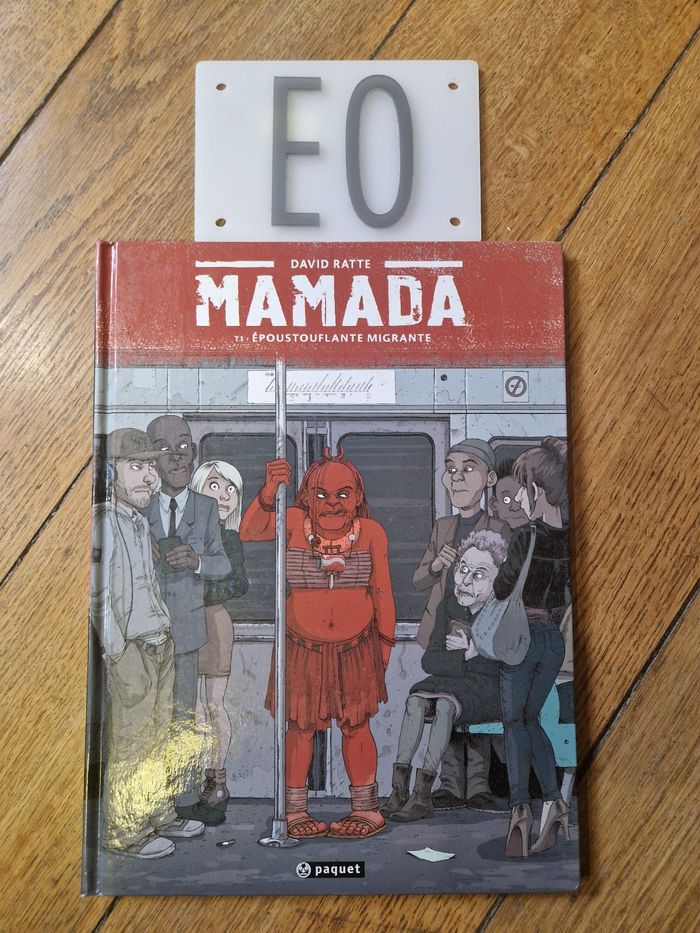 EO
DAVID RATTE
MAMADA
T1 · ÉPOUSTOUFLANTE MIGRANTE
paquet